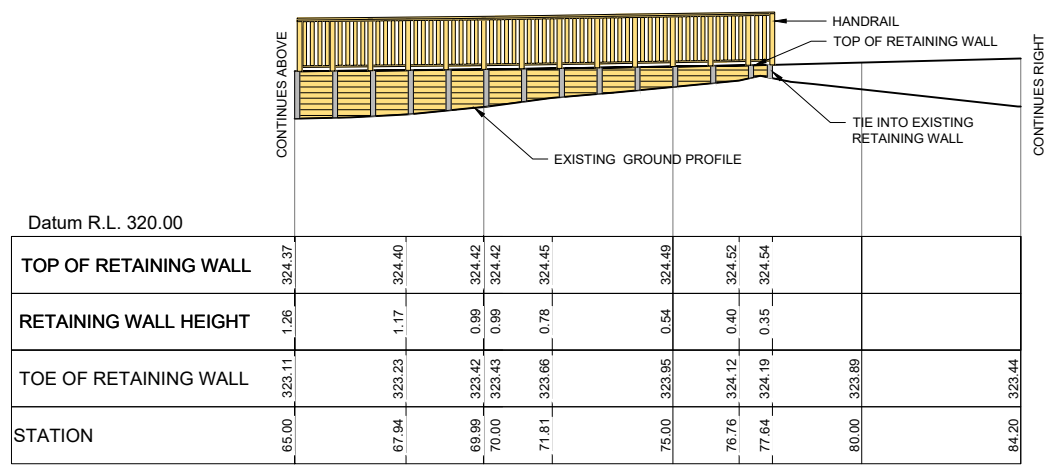 HANDRAIL
TOP OF RETAINING WALL
CONTINUES ABOVE
CONTINUES RIGHT
TIE INTO EXISTING
RETAINING WALL
EXISTING GROUND PROFILE
Datum R.L. 320.00
TOP OF RETAINING WALL 324.37 324.40 324.42 324.42 324.45 324.49 324.52 324.54
RETAINING WALL HEIGHT 1.26 1.17 0.99 0.99 0.78 0.54 0.40 0.35
TOE OF RETAINING WALL 323.11 323.23 323.42 323.43 323.66 323.95 324.12 324.19 323.89 323.44
STATION 65.00 67.94 69.99 70.00 71.81 75.00 76.76 77.64 80.00 84.20